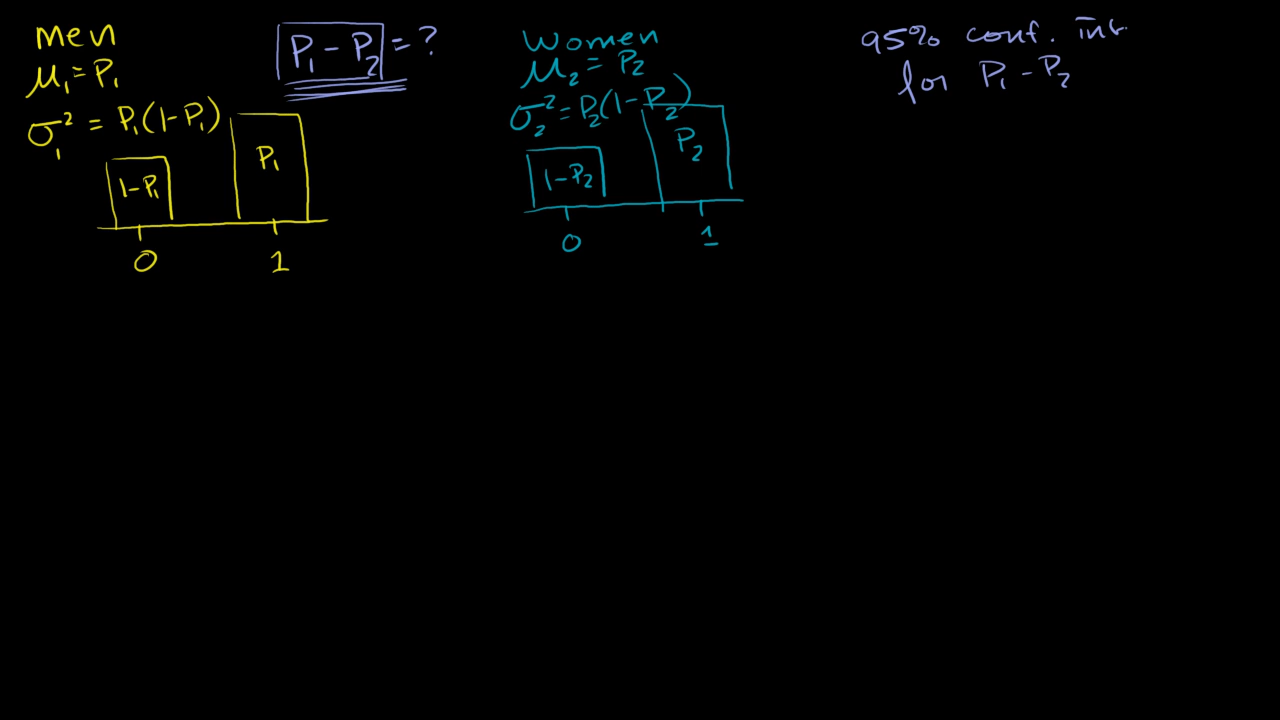 men
μ₁ = P₁
σ₁² = P₁(1-P₁)
1-P₁
P₁
0
1
P₁ - P₂ = ?
women
μ₂ = P₂
σ₂² = P₂(1-P₂)
1-P₂
P₂
0
1
95% conf. int.
for P₁ - P₂